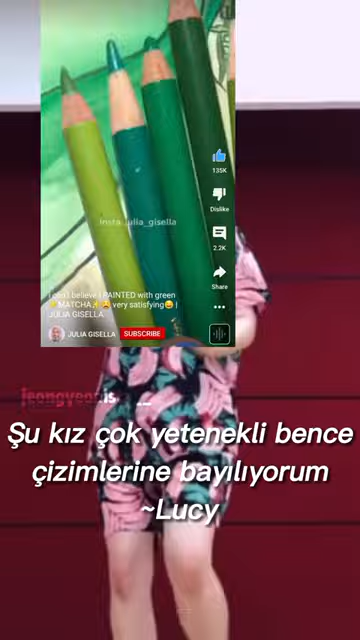 135K
Dislike
2.2K
insta: julia_gisella
Share
I can't believe I PAINTED with green
MATCHA very satisfying |
JULIA GISELLA
JULIA GISELLA SUBSCRIBE
jeongyeon
Şu kız çok yetenekli bence
çizimlerine bayılıyorum
~Lucy